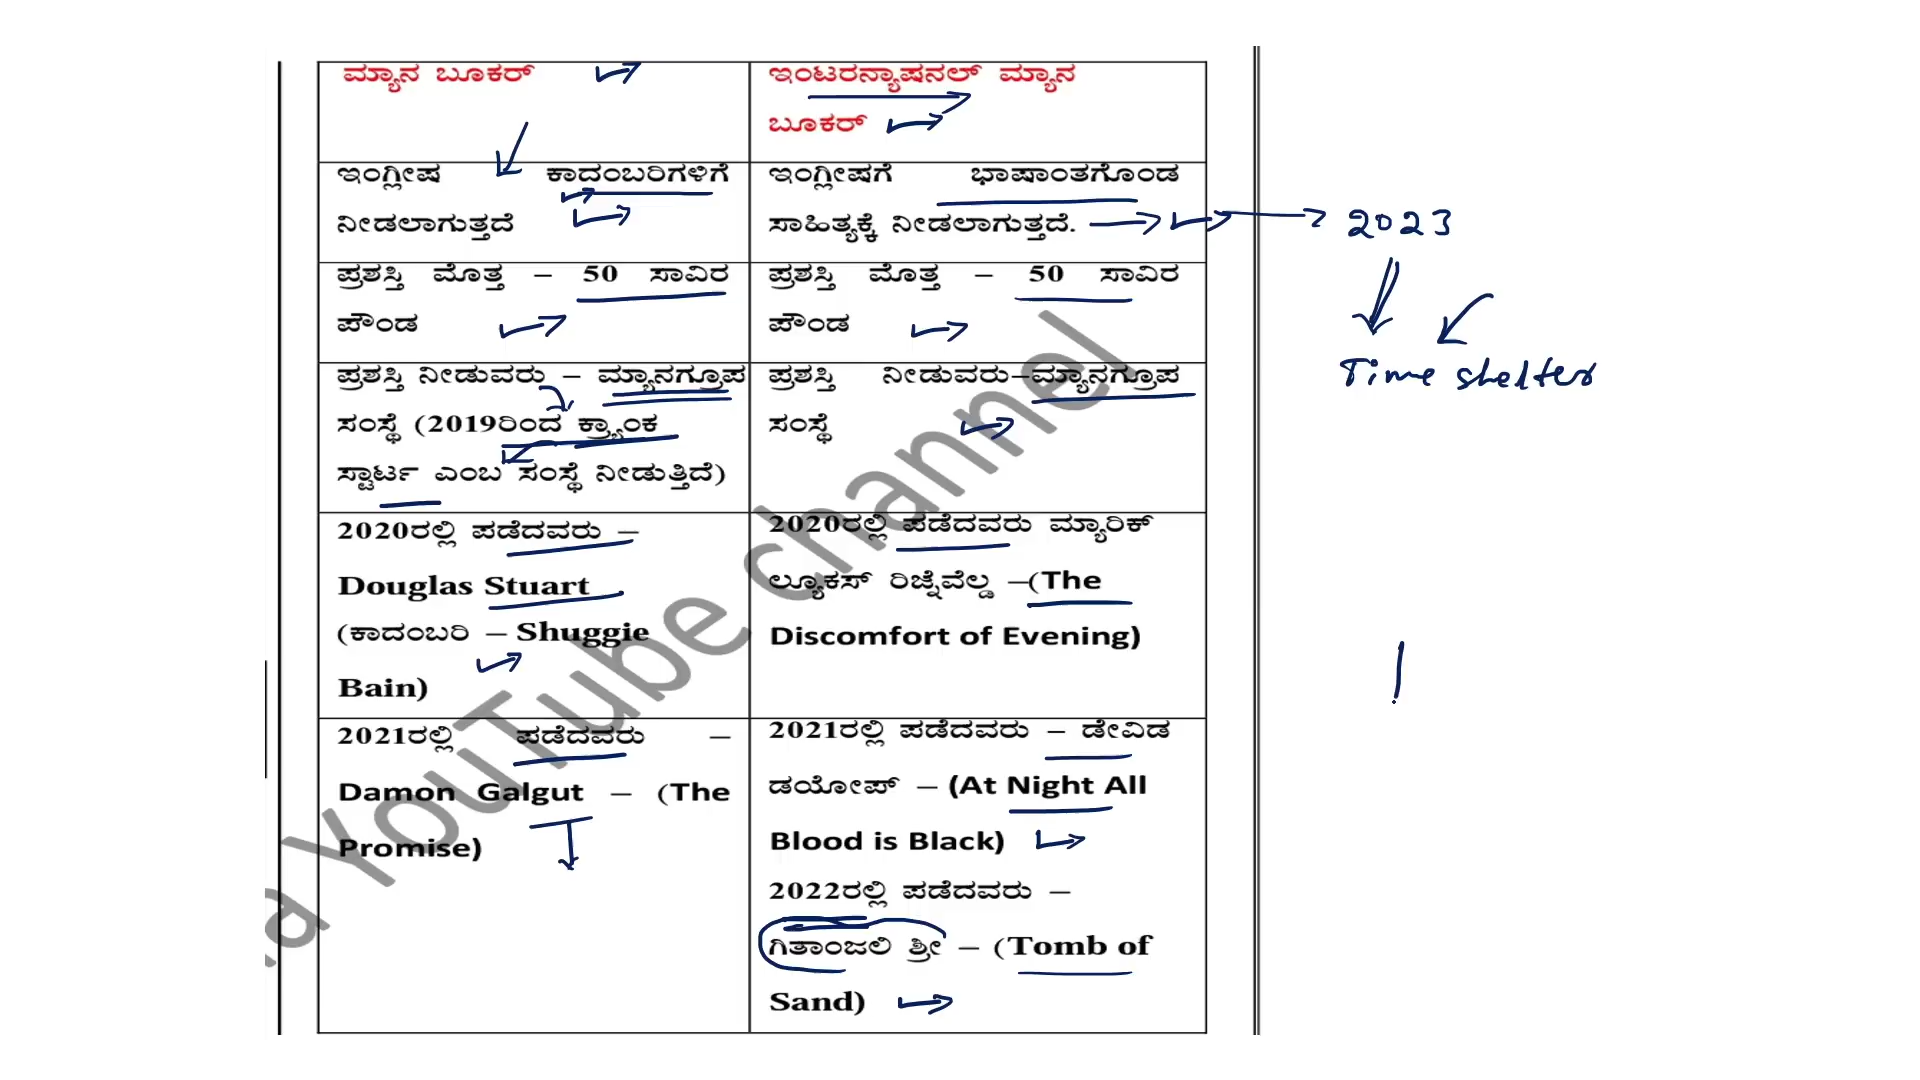 ಮ್ಯಾನ ಬೂಕರ್
ಇಂಟರನ್ಯಾಷನಲ್ ಮ್ಯಾನ
ಬೂಕರ್
ಇಂಗ್ಲೀಷ ಕಾದಂಬರಿಗಳಿಗೆ
ನೀಡಲಾಗುತ್ತದೆ
ಇಂಗ್ಲೀಷಗೆ ಭಾಷಾಂತಗೊಂಡ
ಸಾಹಿತ್ಯಕ್ಕೆ ನೀಡಲಾಗುತ್ತದೆ.
2023
Time shelter
ಪ್ರಶಸ್ತಿ ಮೊತ್ತ – 50 ಸಾವಿರ
ಪೌಂಡ
ಪ್ರಶಸ್ತಿ ಮೊತ್ತ – 50 ಸಾವಿರ
ಪೌಂಡ
ಪ್ರಶಸ್ತಿ ನೀಡುವರು – ಮ್ಯಾನಗ್ರೂಪ
ಸಂಸ್ಥೆ (2019ರಿಂದ ಕ್ರ್ಯಾಂಕ
ಸ್ಟಾರ್ಟ ಎಂಬ ಸಂಸ್ಥೆ ನೀಡುತ್ತಿದೆ)
ಪ್ರಶಸ್ತಿ ನೀಡುವರು–ಮ್ಯಾನಗ್ರೂಪ
ಸಂಸ್ಥೆ
2020ರಲ್ಲಿ ಪಡೆದವರು –
Douglas Stuart
(ಕಾದಂಬರಿ – Shuggie
Bain)
2020ರಲ್ಲಿ ಪಡೆದವರು ಮ್ಯಾರಿಕ್
ಲ್ಯೂಕಸ್ ರಿಜ್ನೆವೆಲ್ಡ –(The
Discomfort of Evening)
2021ರಲ್ಲಿ ಪಡೆದವರು –
Damon Galgut – (The
Promise)
2021ರಲ್ಲಿ ಪಡೆದವರು – ಡೇವಿಡ
ಡಯೋಪ್ – (At Night All
Blood is Black)
2022ರಲ್ಲಿ ಪಡೆದವರು –
ಗಿತಾಂಜಲಿ ಶ್ರೀ – (Tomb of
Sand)
a YouTube channel